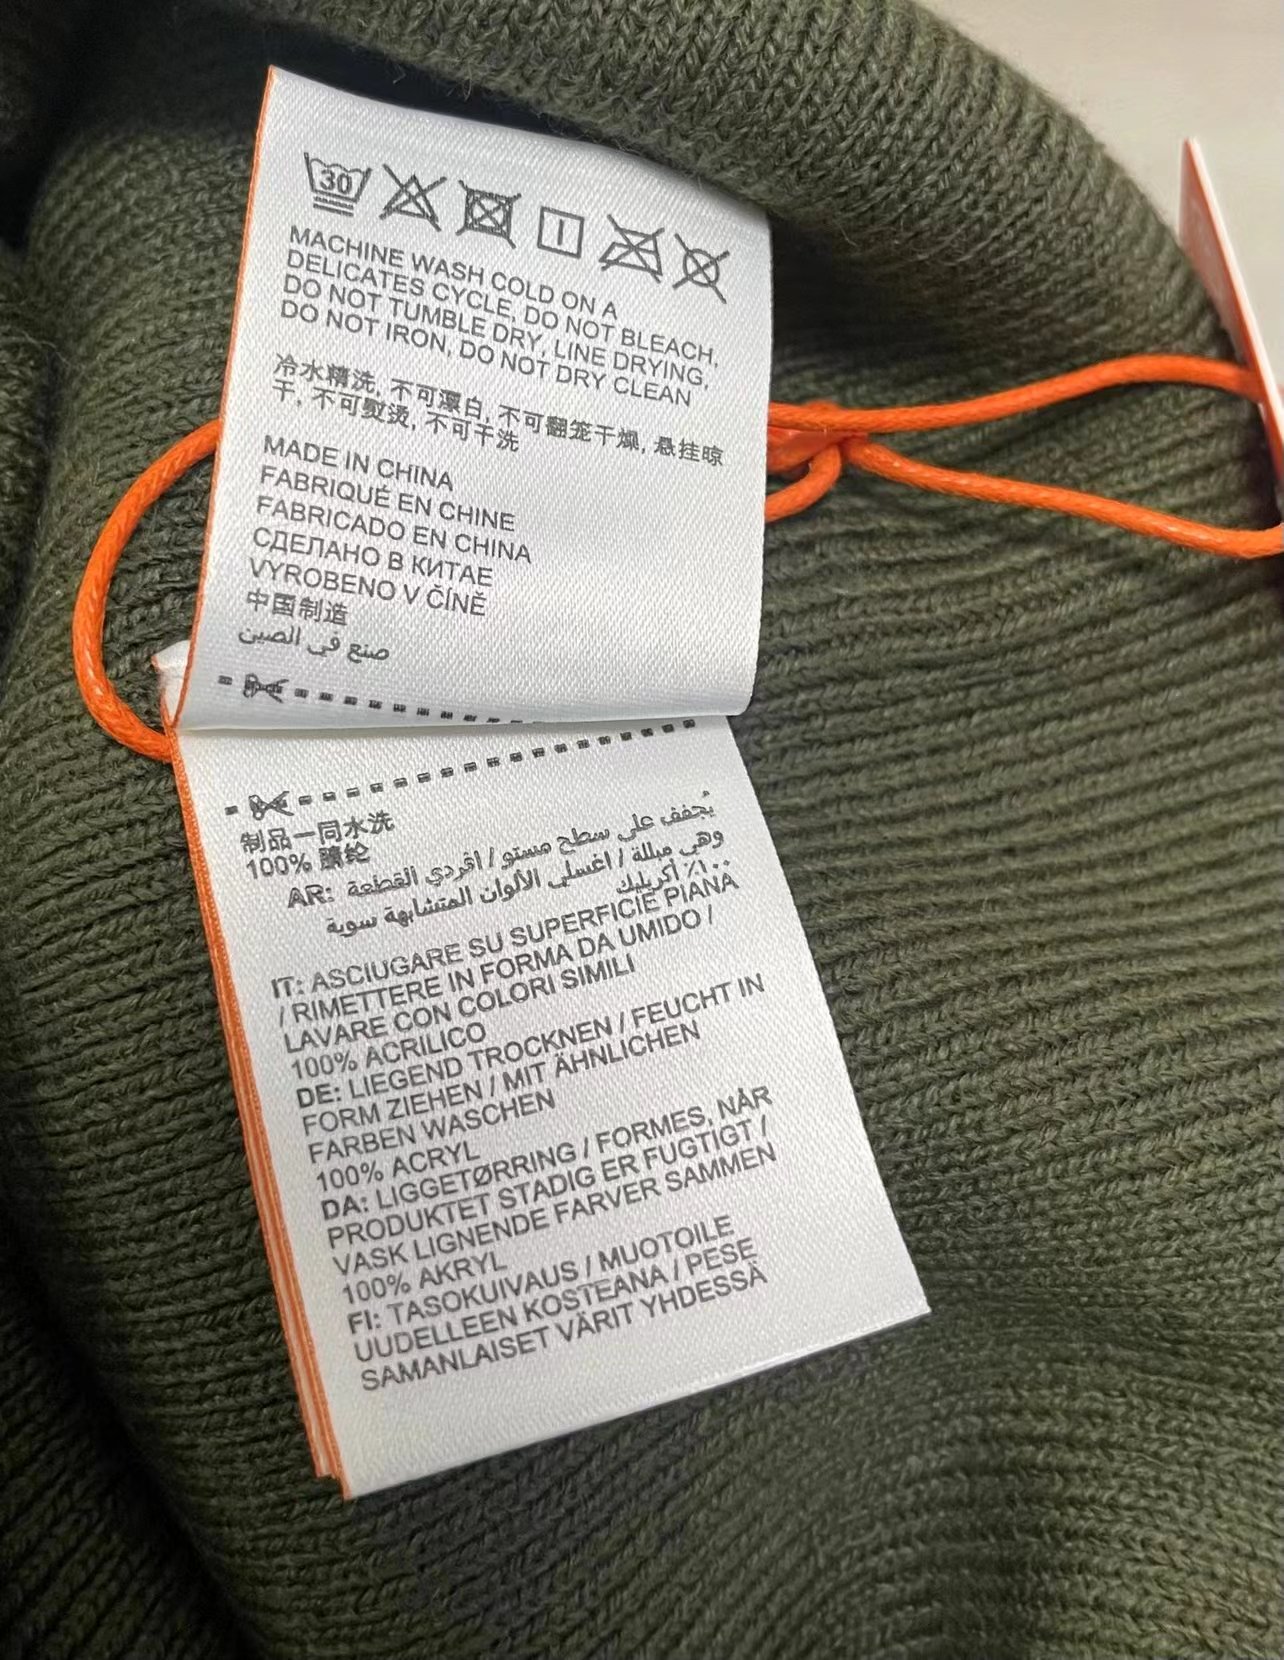 30
MACHINE WASH COLD ON A
DELICATES CYCLE, DO NOT BLEACH,
DO NOT TUMBLE DRY, LINE DRYING,
DO NOT IRON, DO NOT DRY CLEAN
冷水精洗, 不可漂白, 不可翻笼干燥, 悬挂晾
干, 不可熨烫, 不可干洗
MADE IN CHINA
FABRIQUÉ EN CHINE
FABRICADO EN CHINA
СДЕЛАНО В КИТАЕ
VYROBENO V ČÍNĚ
中国制造
صنع في الصين
制品一同水洗
100% 腈纶
AR: يُجفف على سطح مستو / افردي القطعة
وهي مبللة / اغسلي الألوان المتشابهة سوية
١٠٠٪ أكريليك
IT: ASCIUGARE SU SUPERFICIE PIANA
/ RIMETTERE IN FORMA DA UMIDO /
LAVARE CON COLORI SIMILI
100% ACRILICO
DE: LIEGEND TROCKNEN / FEUCHT IN
FORM ZIEHEN / MIT ÄHNLICHEN
FARBEN WASCHEN
100% ACRYL
DA: LIGGETØRRING / FORMES, NÅR
PRODUKTET STADIG ER FUGTIGT /
VASK LIGNENDE FARVER SAMMEN
100% AKRYL
FI: TASOKUIVAUS / MUOTOILE
UUDELLEEN KOSTEANA / PESE
SAMANLAISET VÄRIT YHDESSÄ